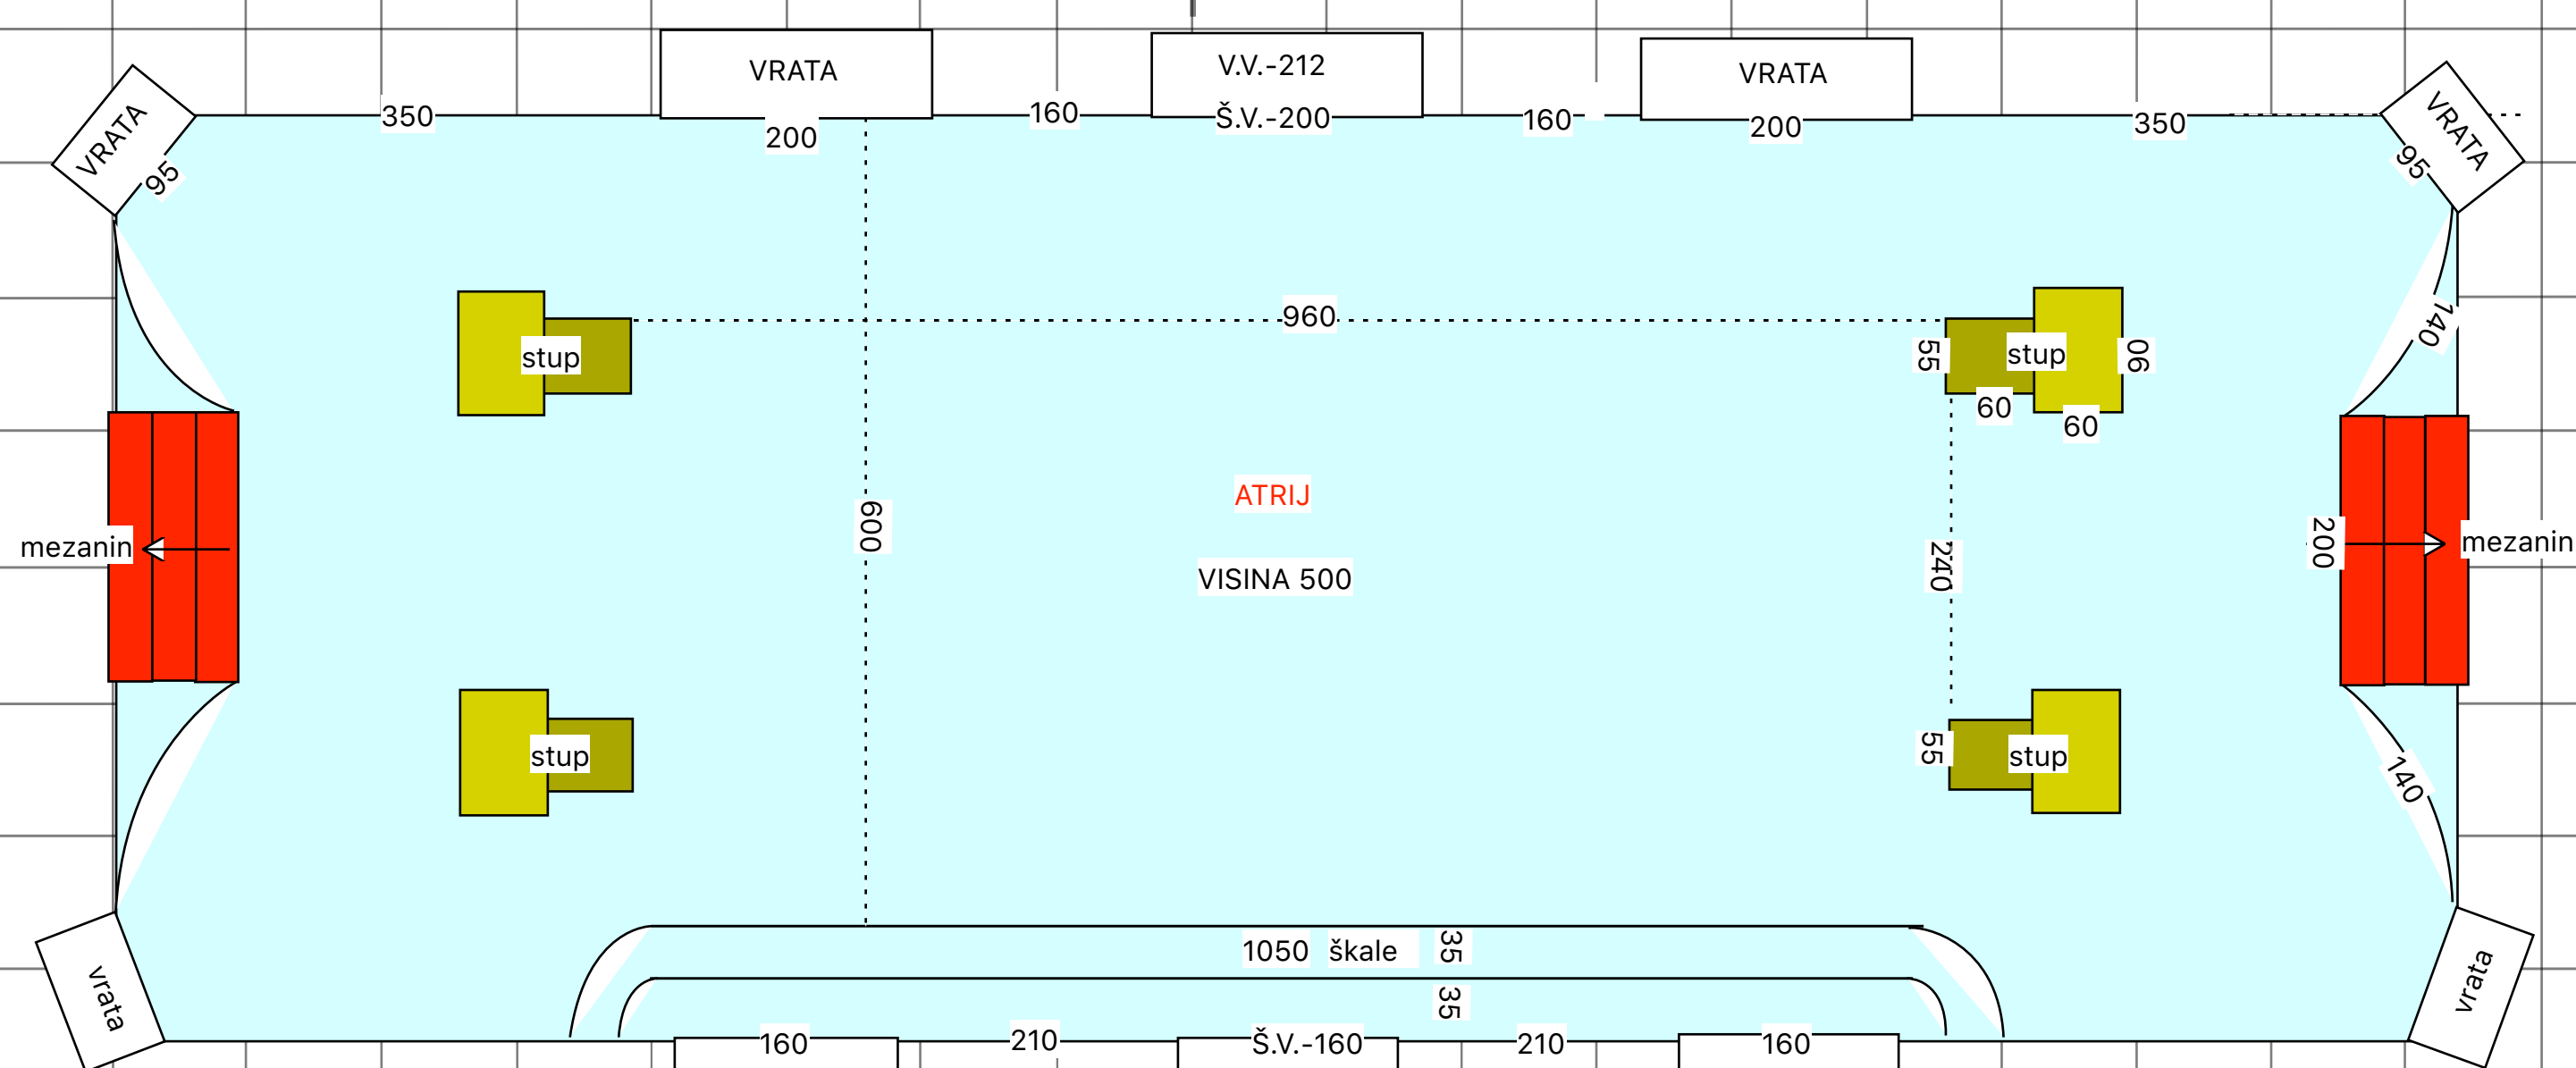 VRATA
V.V.-212
VRATA
VRATA
VRATA
350
160
Š.V.-200
160
200
200
350
95
95
960
140
stup
55
stup
90
60
60
ATRIJ
600
mezanin
240
200
mezanin
VISINA 500
stup
55
stup
140
1050 škale 35
vrata
35
vrata
160
210
Š.V.-160
210
160